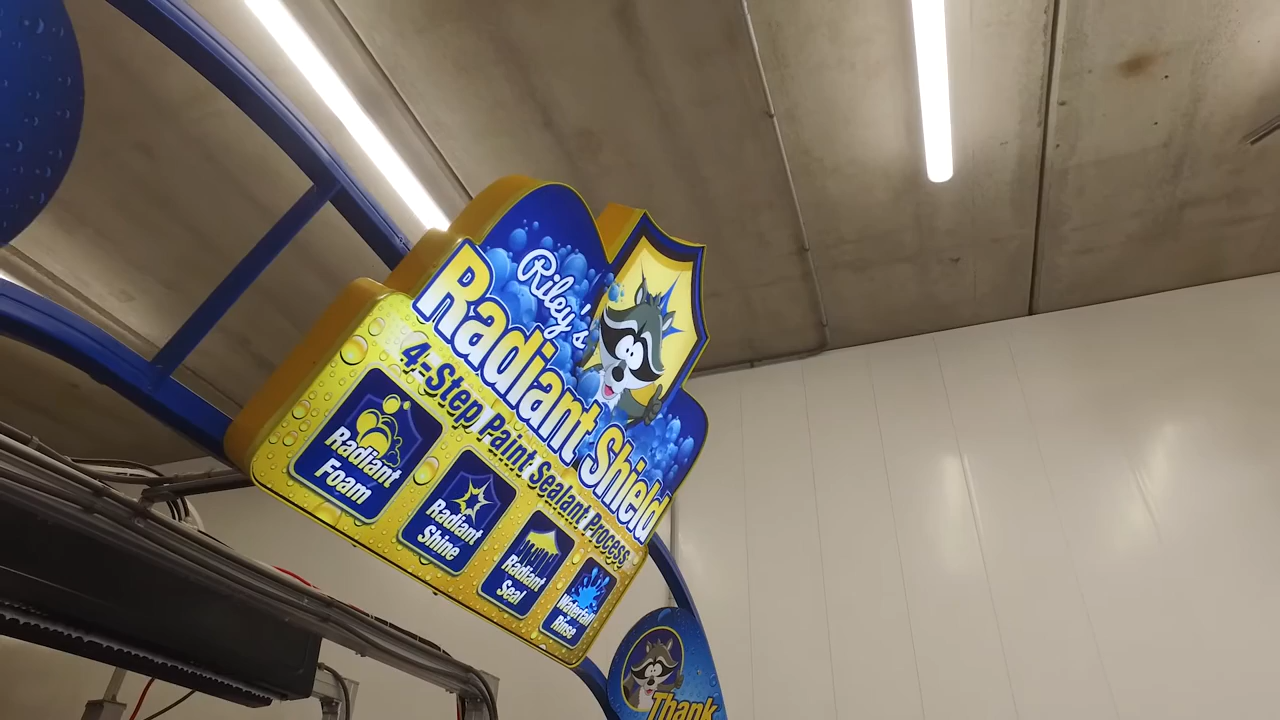 Riley's
Radiant Shield
4-Step Paint Sealant Process
Radiant
Foam
Radiant
Shine
Radiant
Seal
Waterfall
Rinse
Thank